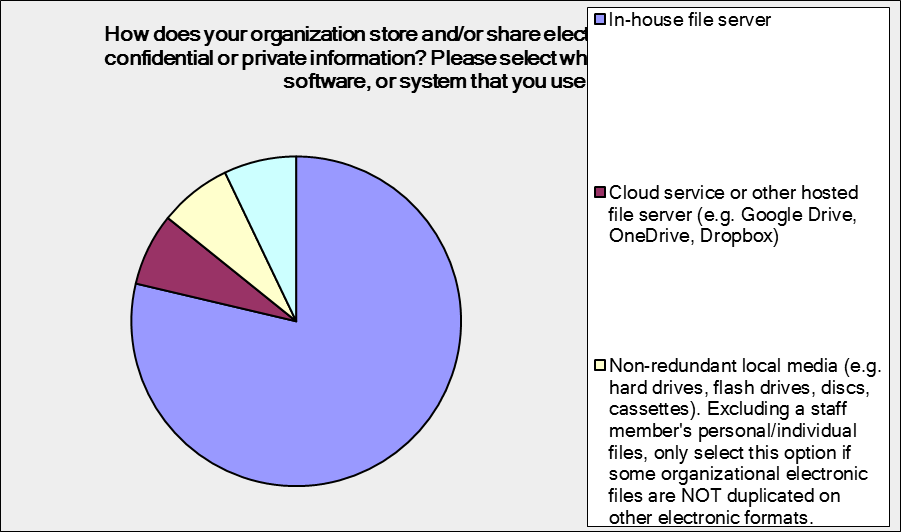 How does your organization store and/or share elect
confidential or private information? Please select wh
software, or system that you use
In-house file server
Cloud service or other hosted
file server (e.g. Google Drive,
OneDrive, Dropbox)
Non-redundant local media (e.g.
hard drives, flash drives, discs,
cassettes). Excluding a staff
member's personal/individual
files, only select this option if
some organizational electronic
files are NOT duplicated on
other electronic formats.